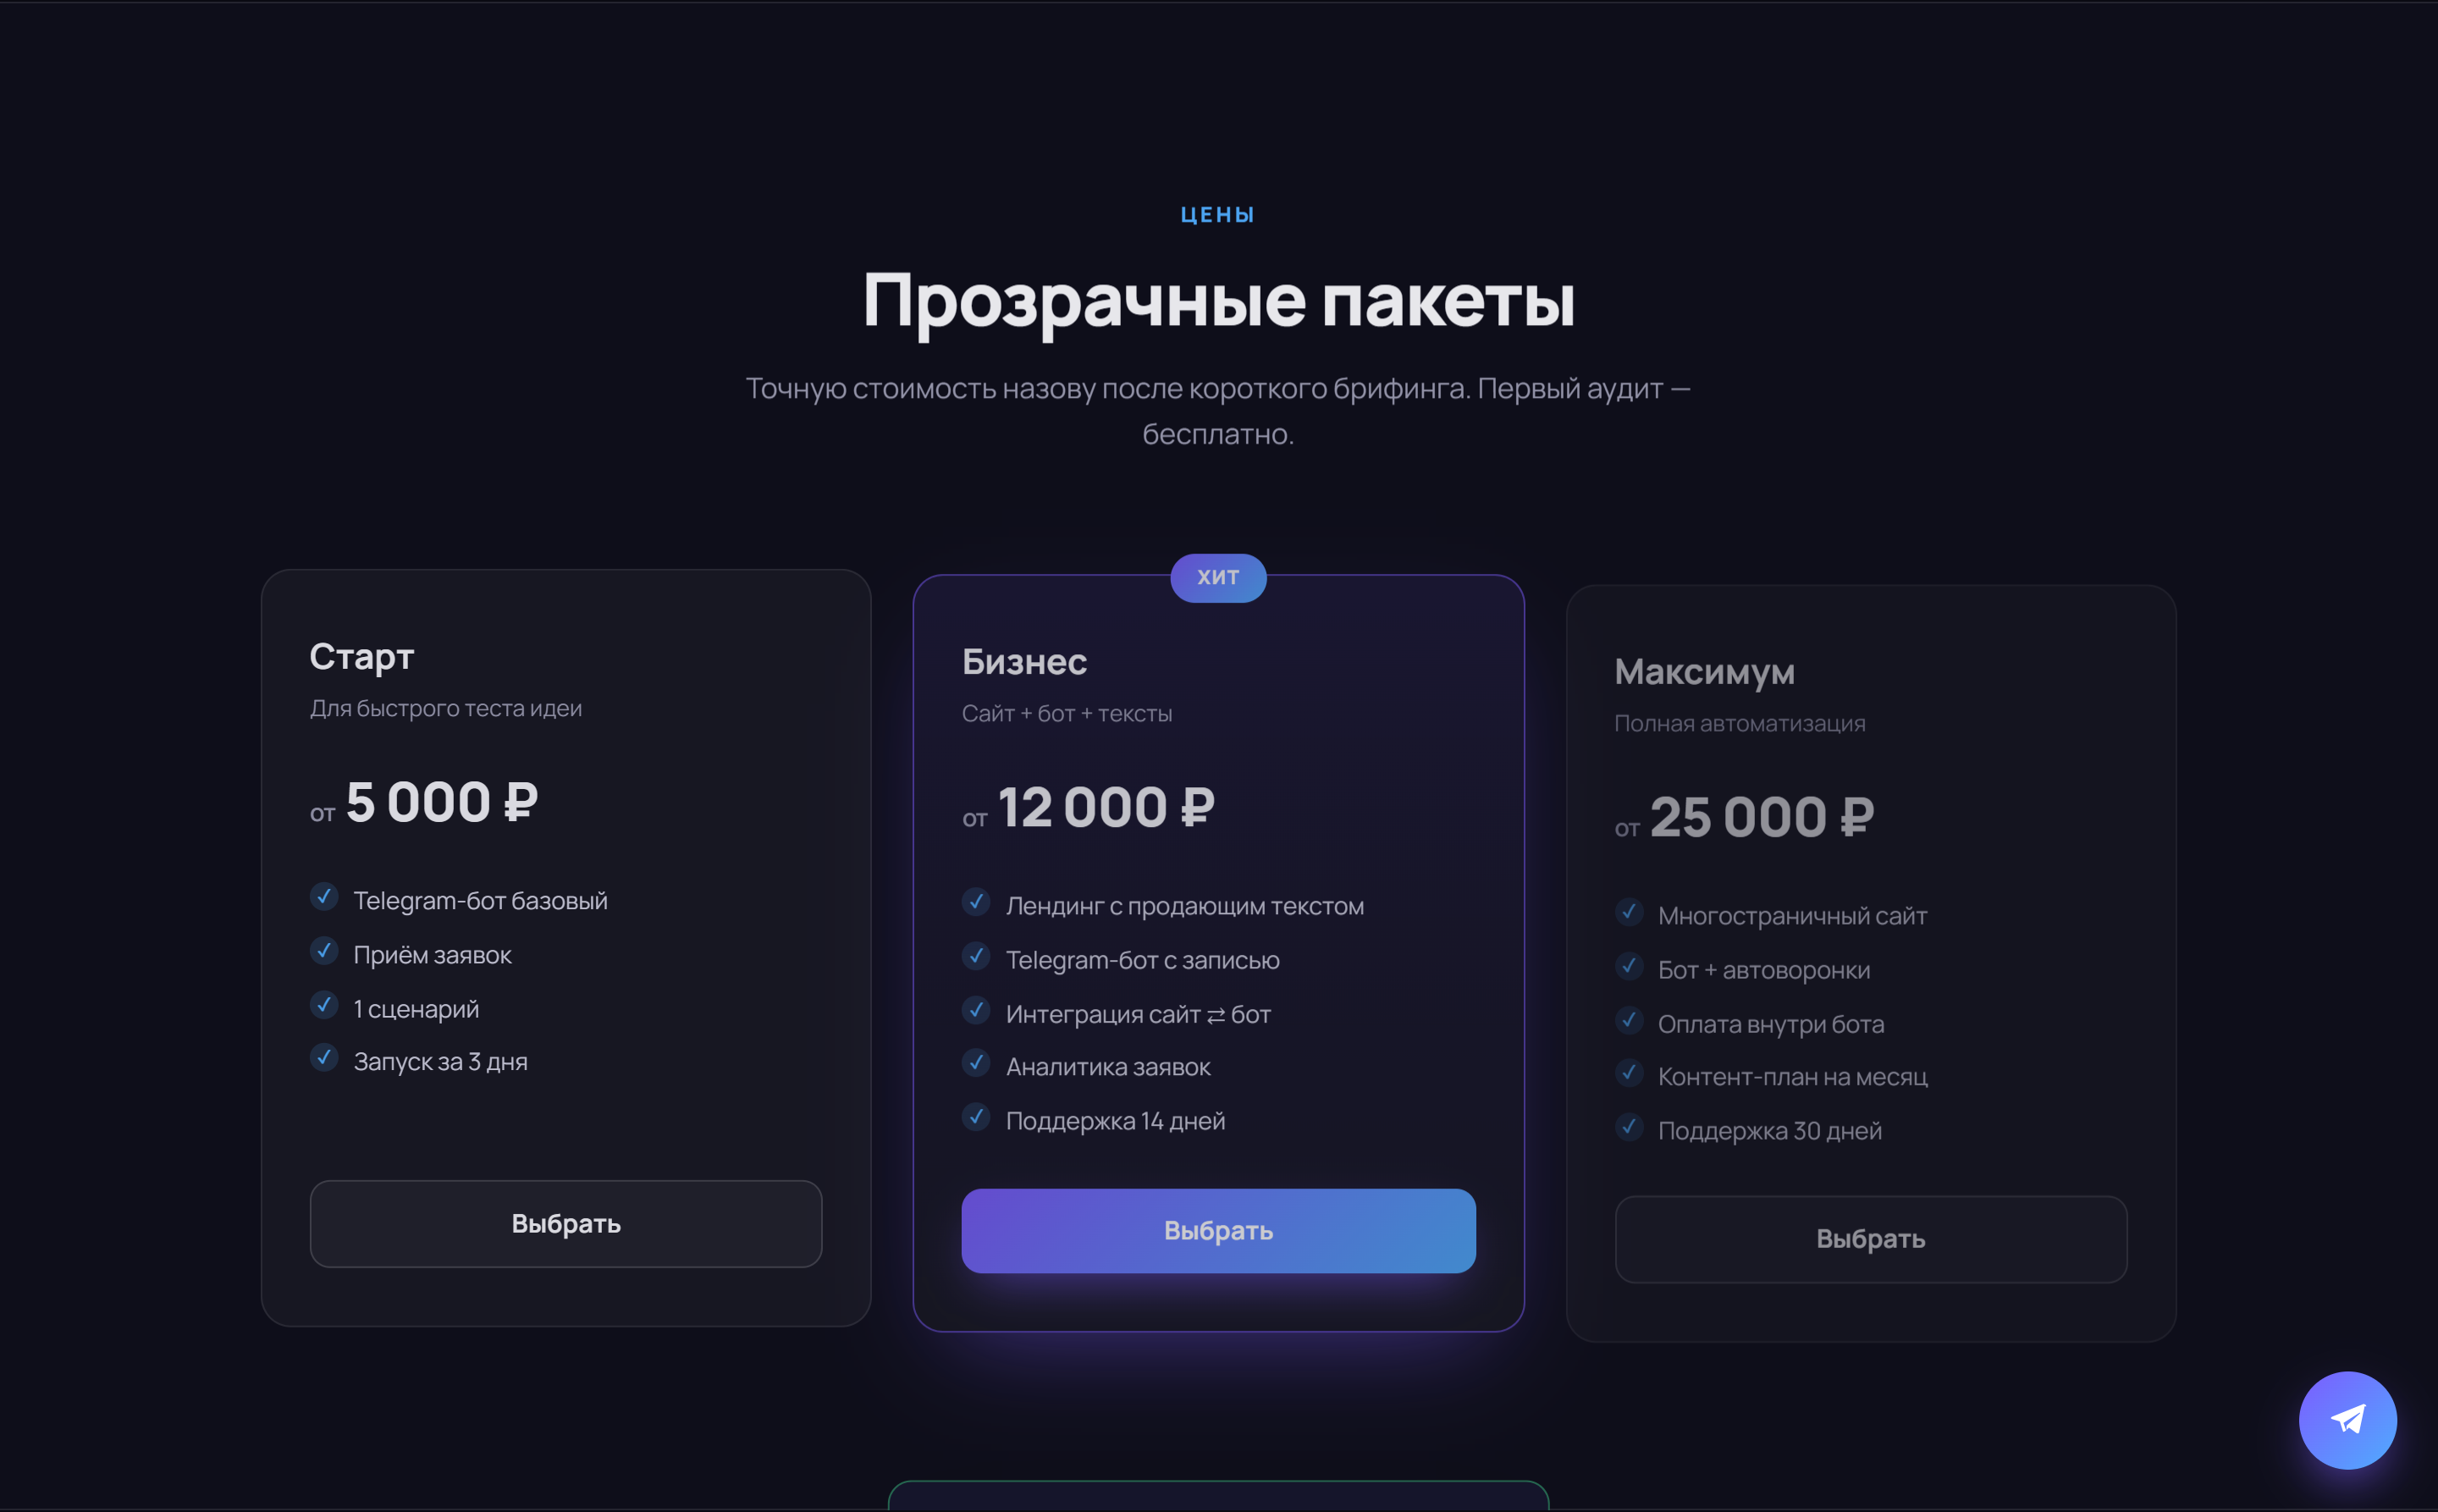 ЦЕНЫ
Прозрачные пакеты
Точную стоимость назову после короткого брифинга. Первый аудит —
бесплатно.
Старт
Для быстрого теста идеи
от 5 000 ₽
✓ Telegram-бот базовый
✓ Приём заявок
✓ 1 сценарий
✓ Запуск за 3 дня
Выбрать
ХИТ
Бизнес
Сайт + бот + тексты
от 12 000 ₽
✓ Лендинг с продающим текстом
✓ Telegram-бот с записью
✓ Интеграция сайт ⇄ бот
✓ Аналитика заявок
✓ Поддержка 14 дней
Выбрать
Максимум
Полная автоматизация
от 25 000 ₽
✓ Многостраничный сайт
✓ Бот + автоворонки
✓ Оплата внутри бота
✓ Контент-план на месяц
✓ Поддержка 30 дней
Выбрать